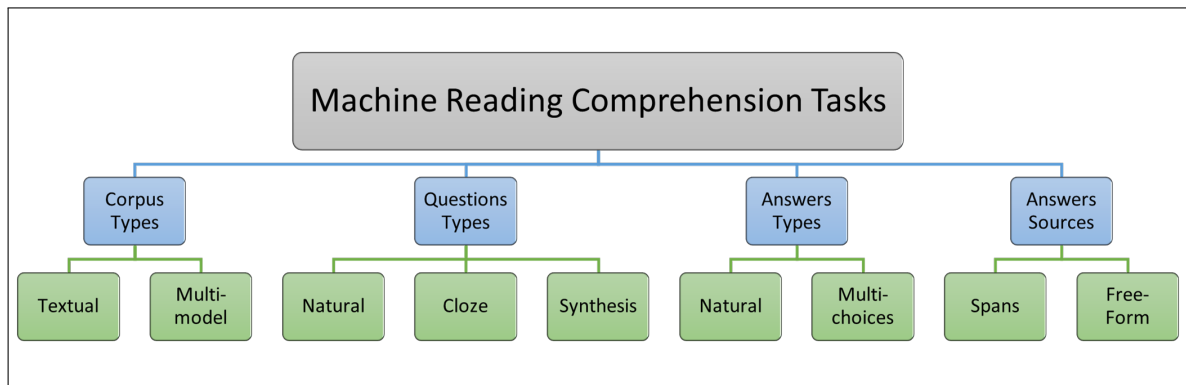 Machine Reading Comprehension Tasks
Corpus
Types
Questions
Types
Answers
Types
Answers
Sources
Textual
Multi-
model
Natural
Cloze
Synthesis
Natural
Multi-
choices
Spans
Free-
Form